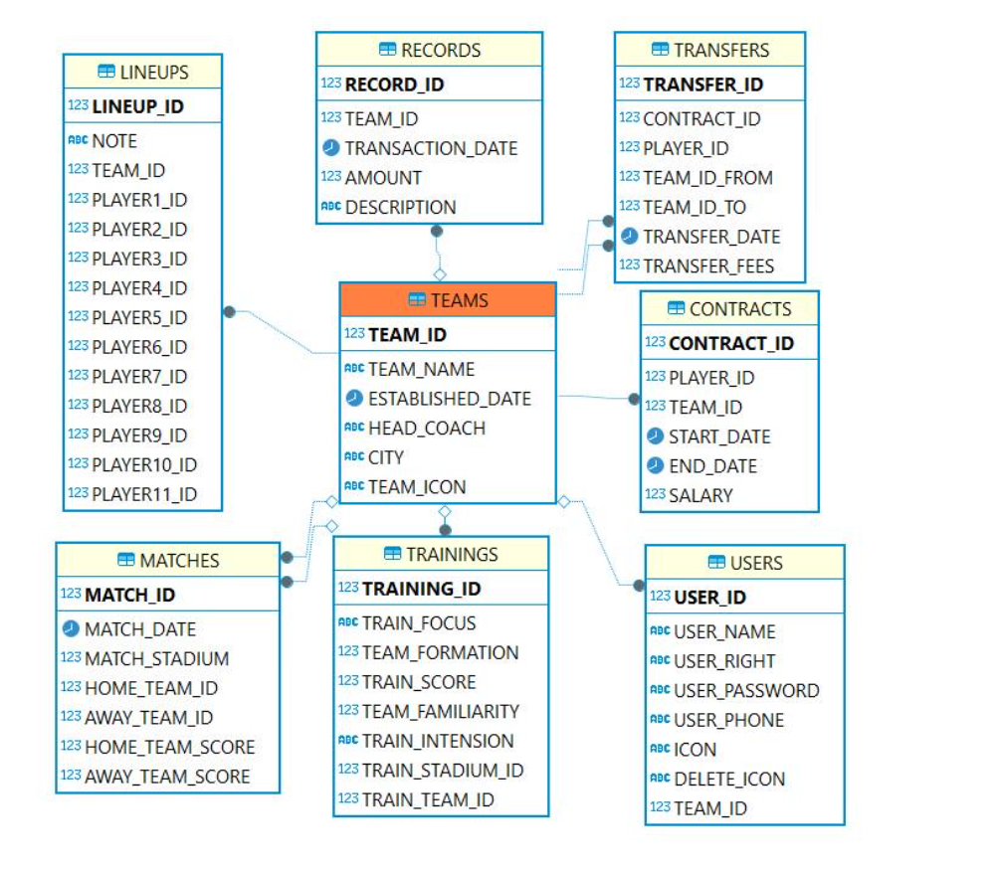 LINEUPS
123 LINEUP_ID
ABC NOTE
123 TEAM_ID
123 PLAYER1_ID
123 PLAYER2_ID
123 PLAYER3_ID
123 PLAYER4_ID
123 PLAYER5_ID
123 PLAYER6_ID
123 PLAYER7_ID
123 PLAYER8_ID
123 PLAYER9_ID
123 PLAYER10_ID
123 PLAYER11_ID
RECORDS
123 RECORD_ID
123 TEAM_ID
TRANSACTION_DATE
123 AMOUNT
ABC DESCRIPTION
TRANSFERS
123 TRANSFER_ID
123 CONTRACT_ID
123 PLAYER_ID
123 TEAM_ID_FROM
123 TEAM_ID_TO
TRANSFER_DATE
123 TRANSFER_FEES
TEAMS
123 TEAM_ID
ABC TEAM_NAME
ESTABLISHED_DATE
ABC HEAD_COACH
ABC CITY
ABC TEAM_ICON
CONTRACTS
123 CONTRACT_ID
123 PLAYER_ID
123 TEAM_ID
START_DATE
END_DATE
123 SALARY
MATCHES
123 MATCH_ID
MATCH_DATE
123 MATCH_STADIUM
123 HOME_TEAM_ID
123 AWAY_TEAM_ID
123 HOME_TEAM_SCORE
123 AWAY_TEAM_SCORE
TRAININGS
123 TRAINING_ID
ABC TRAIN_FOCUS
123 TEAM_FORMATION
123 TRAIN_SCORE
123 TEAM_FAMILIARITY
ABC TRAIN_INTENSION
123 TRAIN_STADIUM_ID
123 TRAIN_TEAM_ID
USERS
123 USER_ID
ABC USER_NAME
ABC USER_RIGHT
ABC USER_PASSWORD
ABC USER_PHONE
ABC ICON
ABC DELETE_ICON
123 TEAM_ID